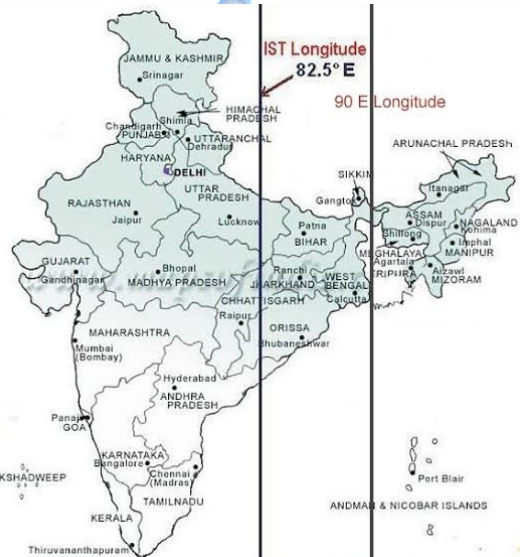 JAMMU & KASHMIR
Srinagar
IST Longitude
82.5° E
90 E Longitude
HIMACHAL
PRADESH
Shimla
Chandigarh
PUNJAB
UTTARANCHAL
Dehradun
HARYANA
DELHI
ARUNACHAL PRADESH
SIKKIM
Itanagar
UTTAR
PRADESH
RAJASTHAN
Gangtok
Jaipur
Lucknow
ASSAM
Dispur
NAGALAND
Kohima
Patna
BIHAR
Shillong
MEGHALAYA
Imphal
MANIPUR
GUJARAT
Gandhinagar
Bhopal
MADHYA PRADESH
Ranchi
JHARKHAND
WEST
BENGAL
Calcutta
Agartala
TRIPURA
Aizawl
MIZORAM
CHHATTISGARH
Raipur
ORISSA
Bhubaneshwar
MAHARASHTRA
Mumbai
(Bombay)
Hyderabad
ANDHRA
PRADESH
Panaji
GOA
KARNATAKA
Bangalore
Chennai
(Madras)
KSHADWEEP
TAMILNADU
Port Blair
ANDMAN & NICOBAR ISLANDS
KERALA
Thiruvananthapuram